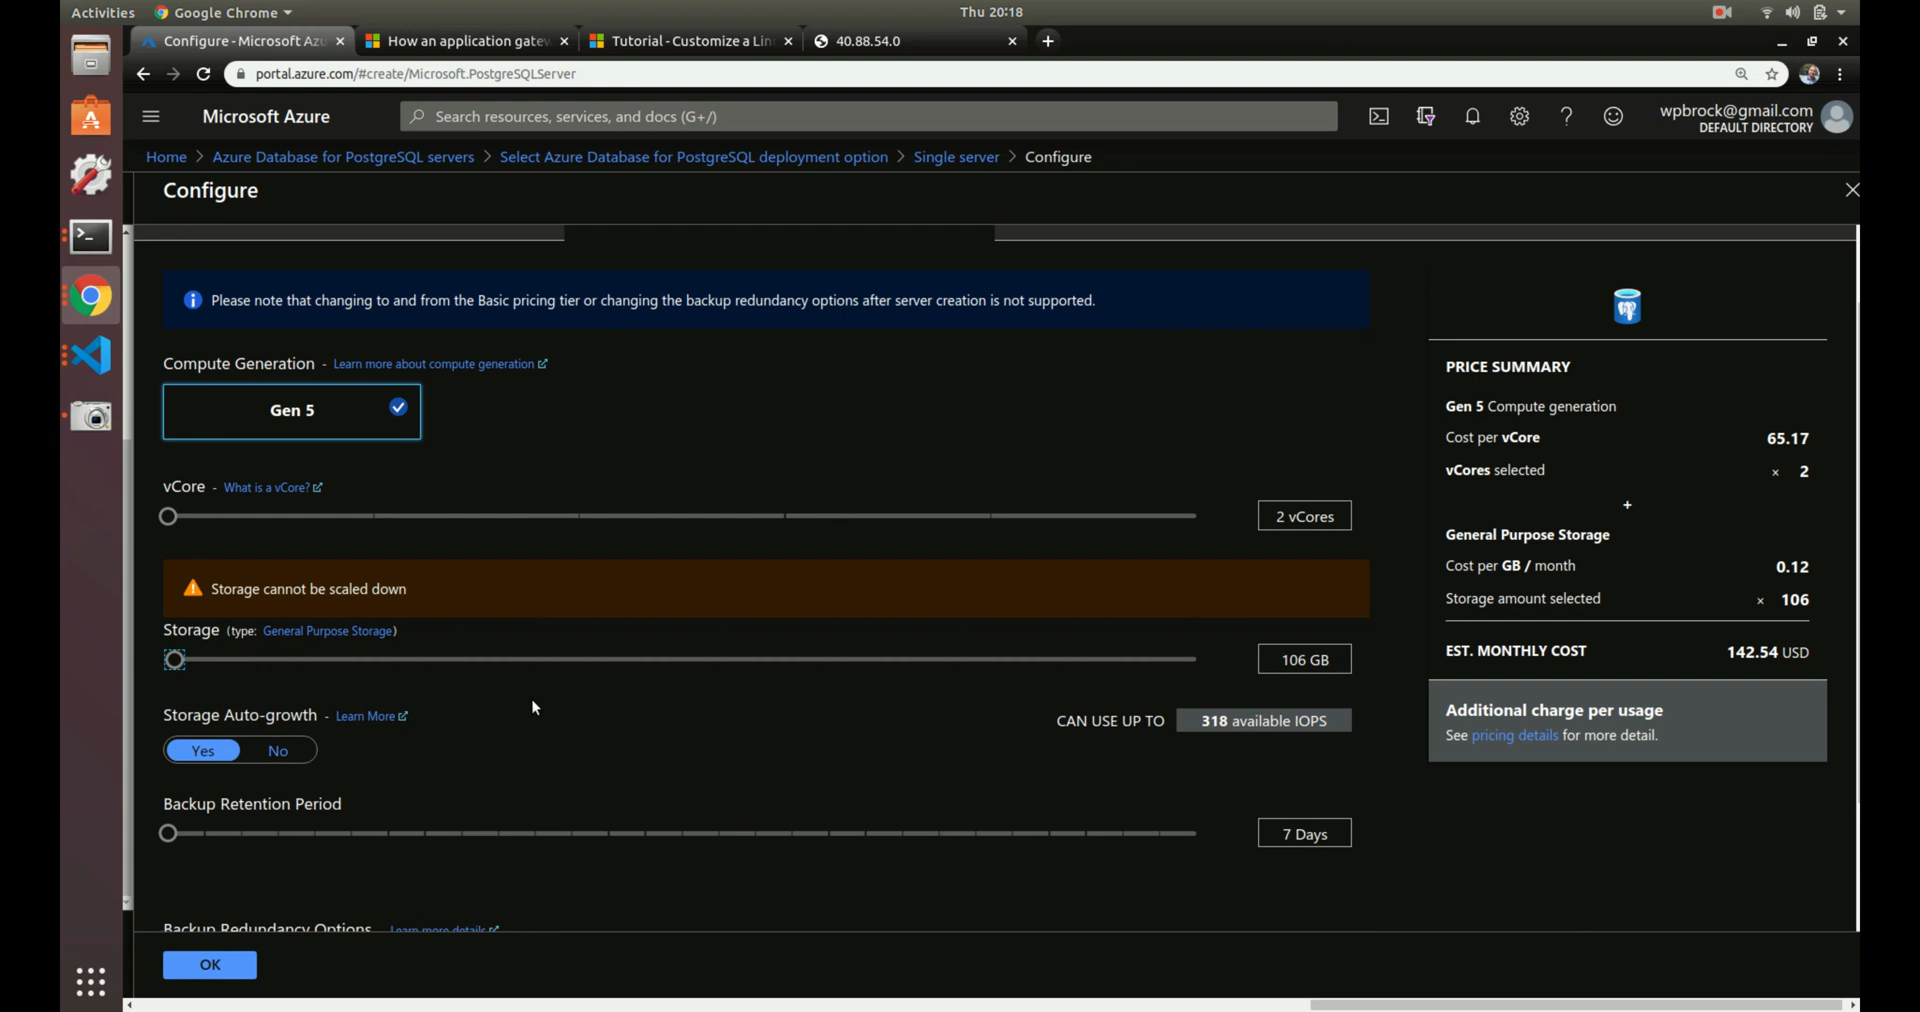 Activities
Google Chrome
Thu 20:18
Configure - Microsoft Azu
How an application gatew
Tutorial - Customize a Lin
40.88.54.0
portal.azure.com/#create/Microsoft.PostgreSQLServer
Microsoft Azure
Search resources, services, and docs (G+/)
wpbrock@gmail.com
DEFAULT DIRECTORY
Home > Azure Database for PostgreSQL servers > Select Azure Database for PostgreSQL deployment option > Single server > Configure
Configure
Please note that changing to and from the Basic pricing tier or changing the backup redundancy options after server creation is not supported.
Compute Generation - Learn more about compute generation
Gen 5
vCore - What is a vCore?
2 vCores
Storage cannot be scaled down
Storage (type: General Purpose Storage)
106 GB
Storage Auto-growth - Learn More
CAN USE UP TO 318 available IOPS
Yes No
Backup Retention Period
7 Days
Backup Redundancy Options Learn more details
OK
PRICE SUMMARY
Gen 5 Compute generation
Cost per vCore 65.17
vCores selected × 2
+
General Purpose Storage
Cost per GB / month 0.12
Storage amount selected × 106
EST. MONTHLY COST 142.54 USD
Additional charge per usage
See pricing details for more detail.